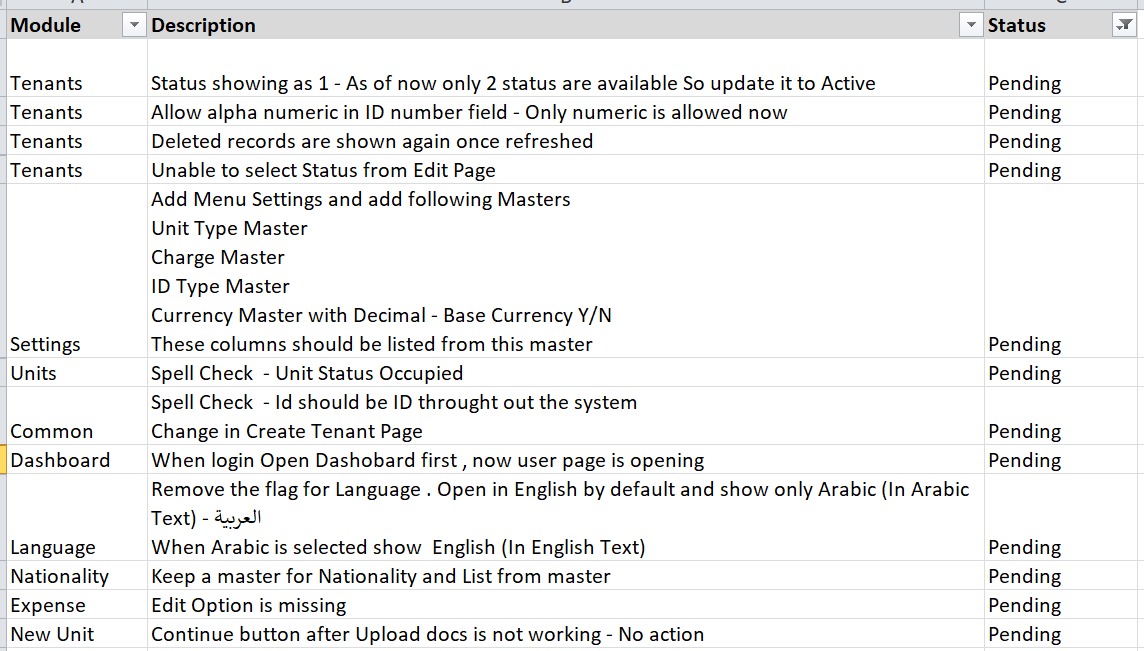 Module Description Status
Tenants Status showing as 1 - As of now only 2 status are available So update it to Active Pending
Tenants Allow alpha numeric in ID number field - Only numeric is allowed now Pending
Tenants Deleted records are shown again once refreshed Pending
Tenants Unable to select Status from Edit Page Pending
Add Menu Settings and add following Masters
Unit Type Master
Charge Master
ID Type Master
Currency Master with Decimal - Base Currency Y/N
Settings These columns should be listed from this master Pending
Units Spell Check - Unit Status Occupied Pending
Spell Check - Id should be ID throught out the system
Common Change in Create Tenant Page Pending
Dashboard When login Open Dashobard first , now user page is opening Pending
Remove the flag for Language . Open in English by default and show only Arabic (In Arabic
Text) - العربية
Language When Arabic is selected show English (In English Text) Pending
Nationality Keep a master for Nationality and List from master Pending
Expense Edit Option is missing Pending
New Unit Continue button after Upload docs is not working - No action Pending